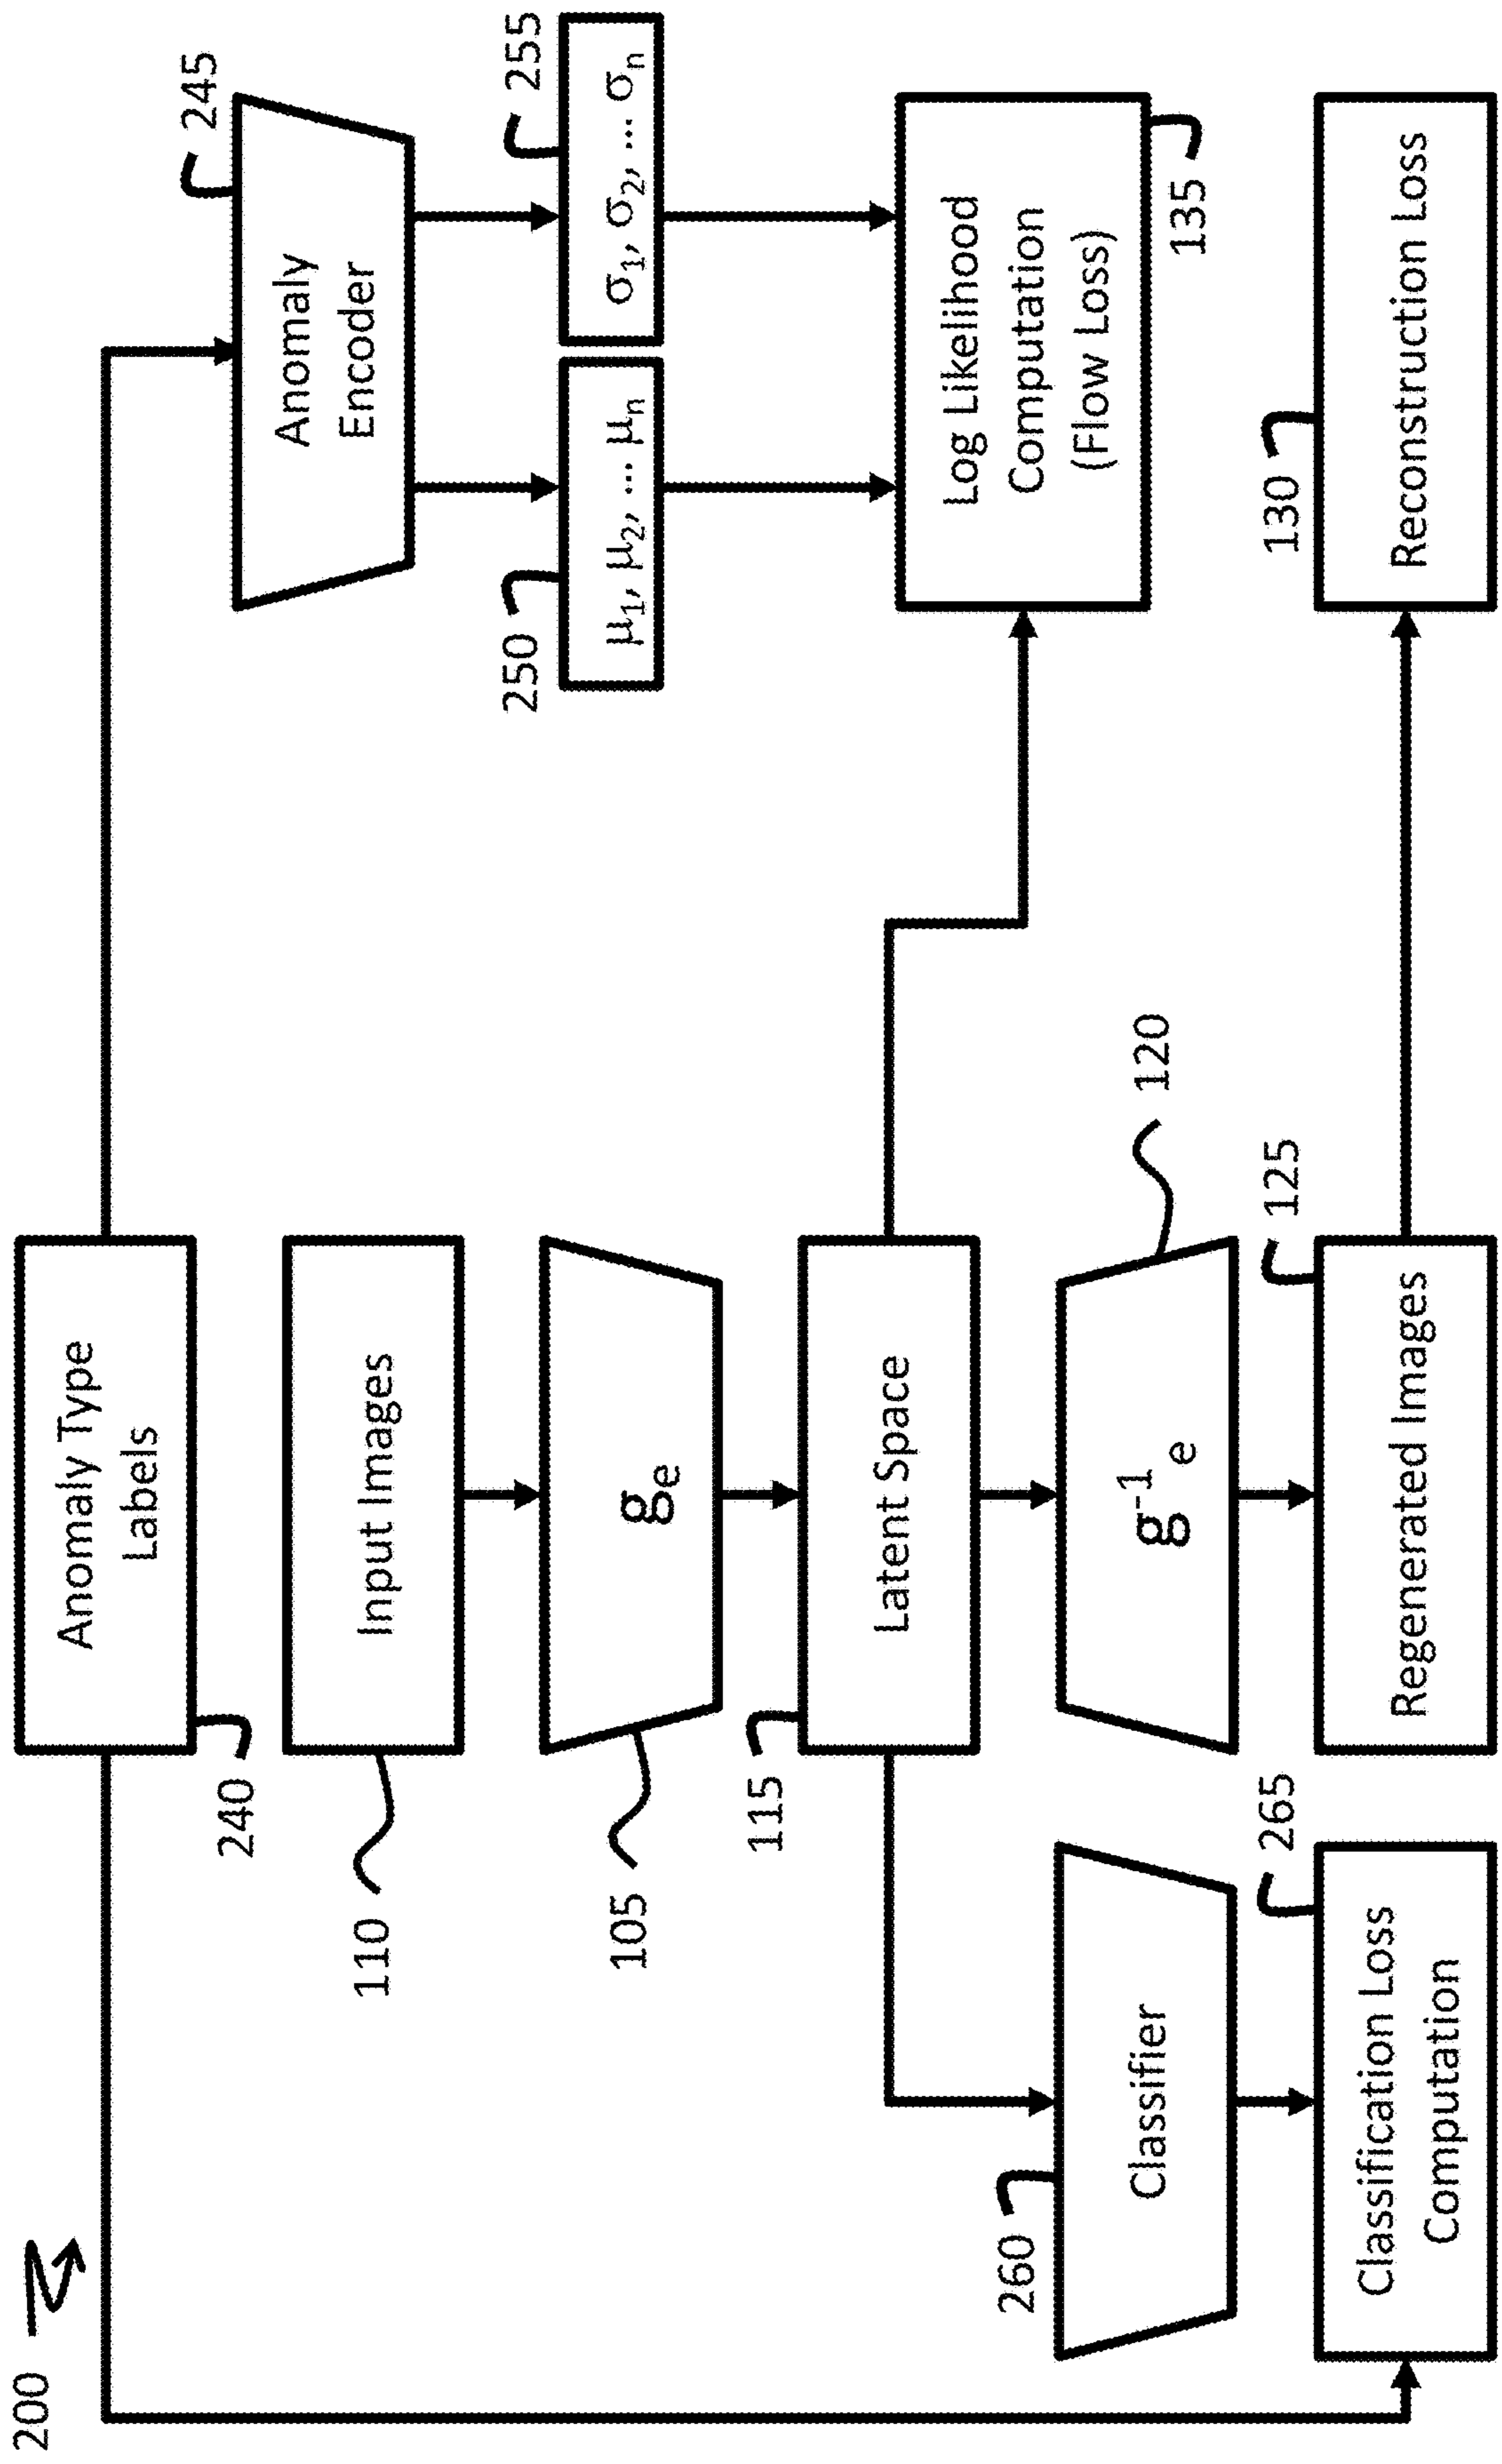 200
Anomaly Type
Labels
240
Input Images
110
gₑ
105
Latent Space
115
g⁻¹ₑ
120
Regenerated Images
125
Classifier
260
Classification Loss
Computation
265
Anomaly
Encoder
245
μ₁, μ₂, ... μₙ
250
σ₁, σ₂, ... σₙ
255
Log Likelihood
Computation
(Flow Loss)
135
Reconstruction Loss
130